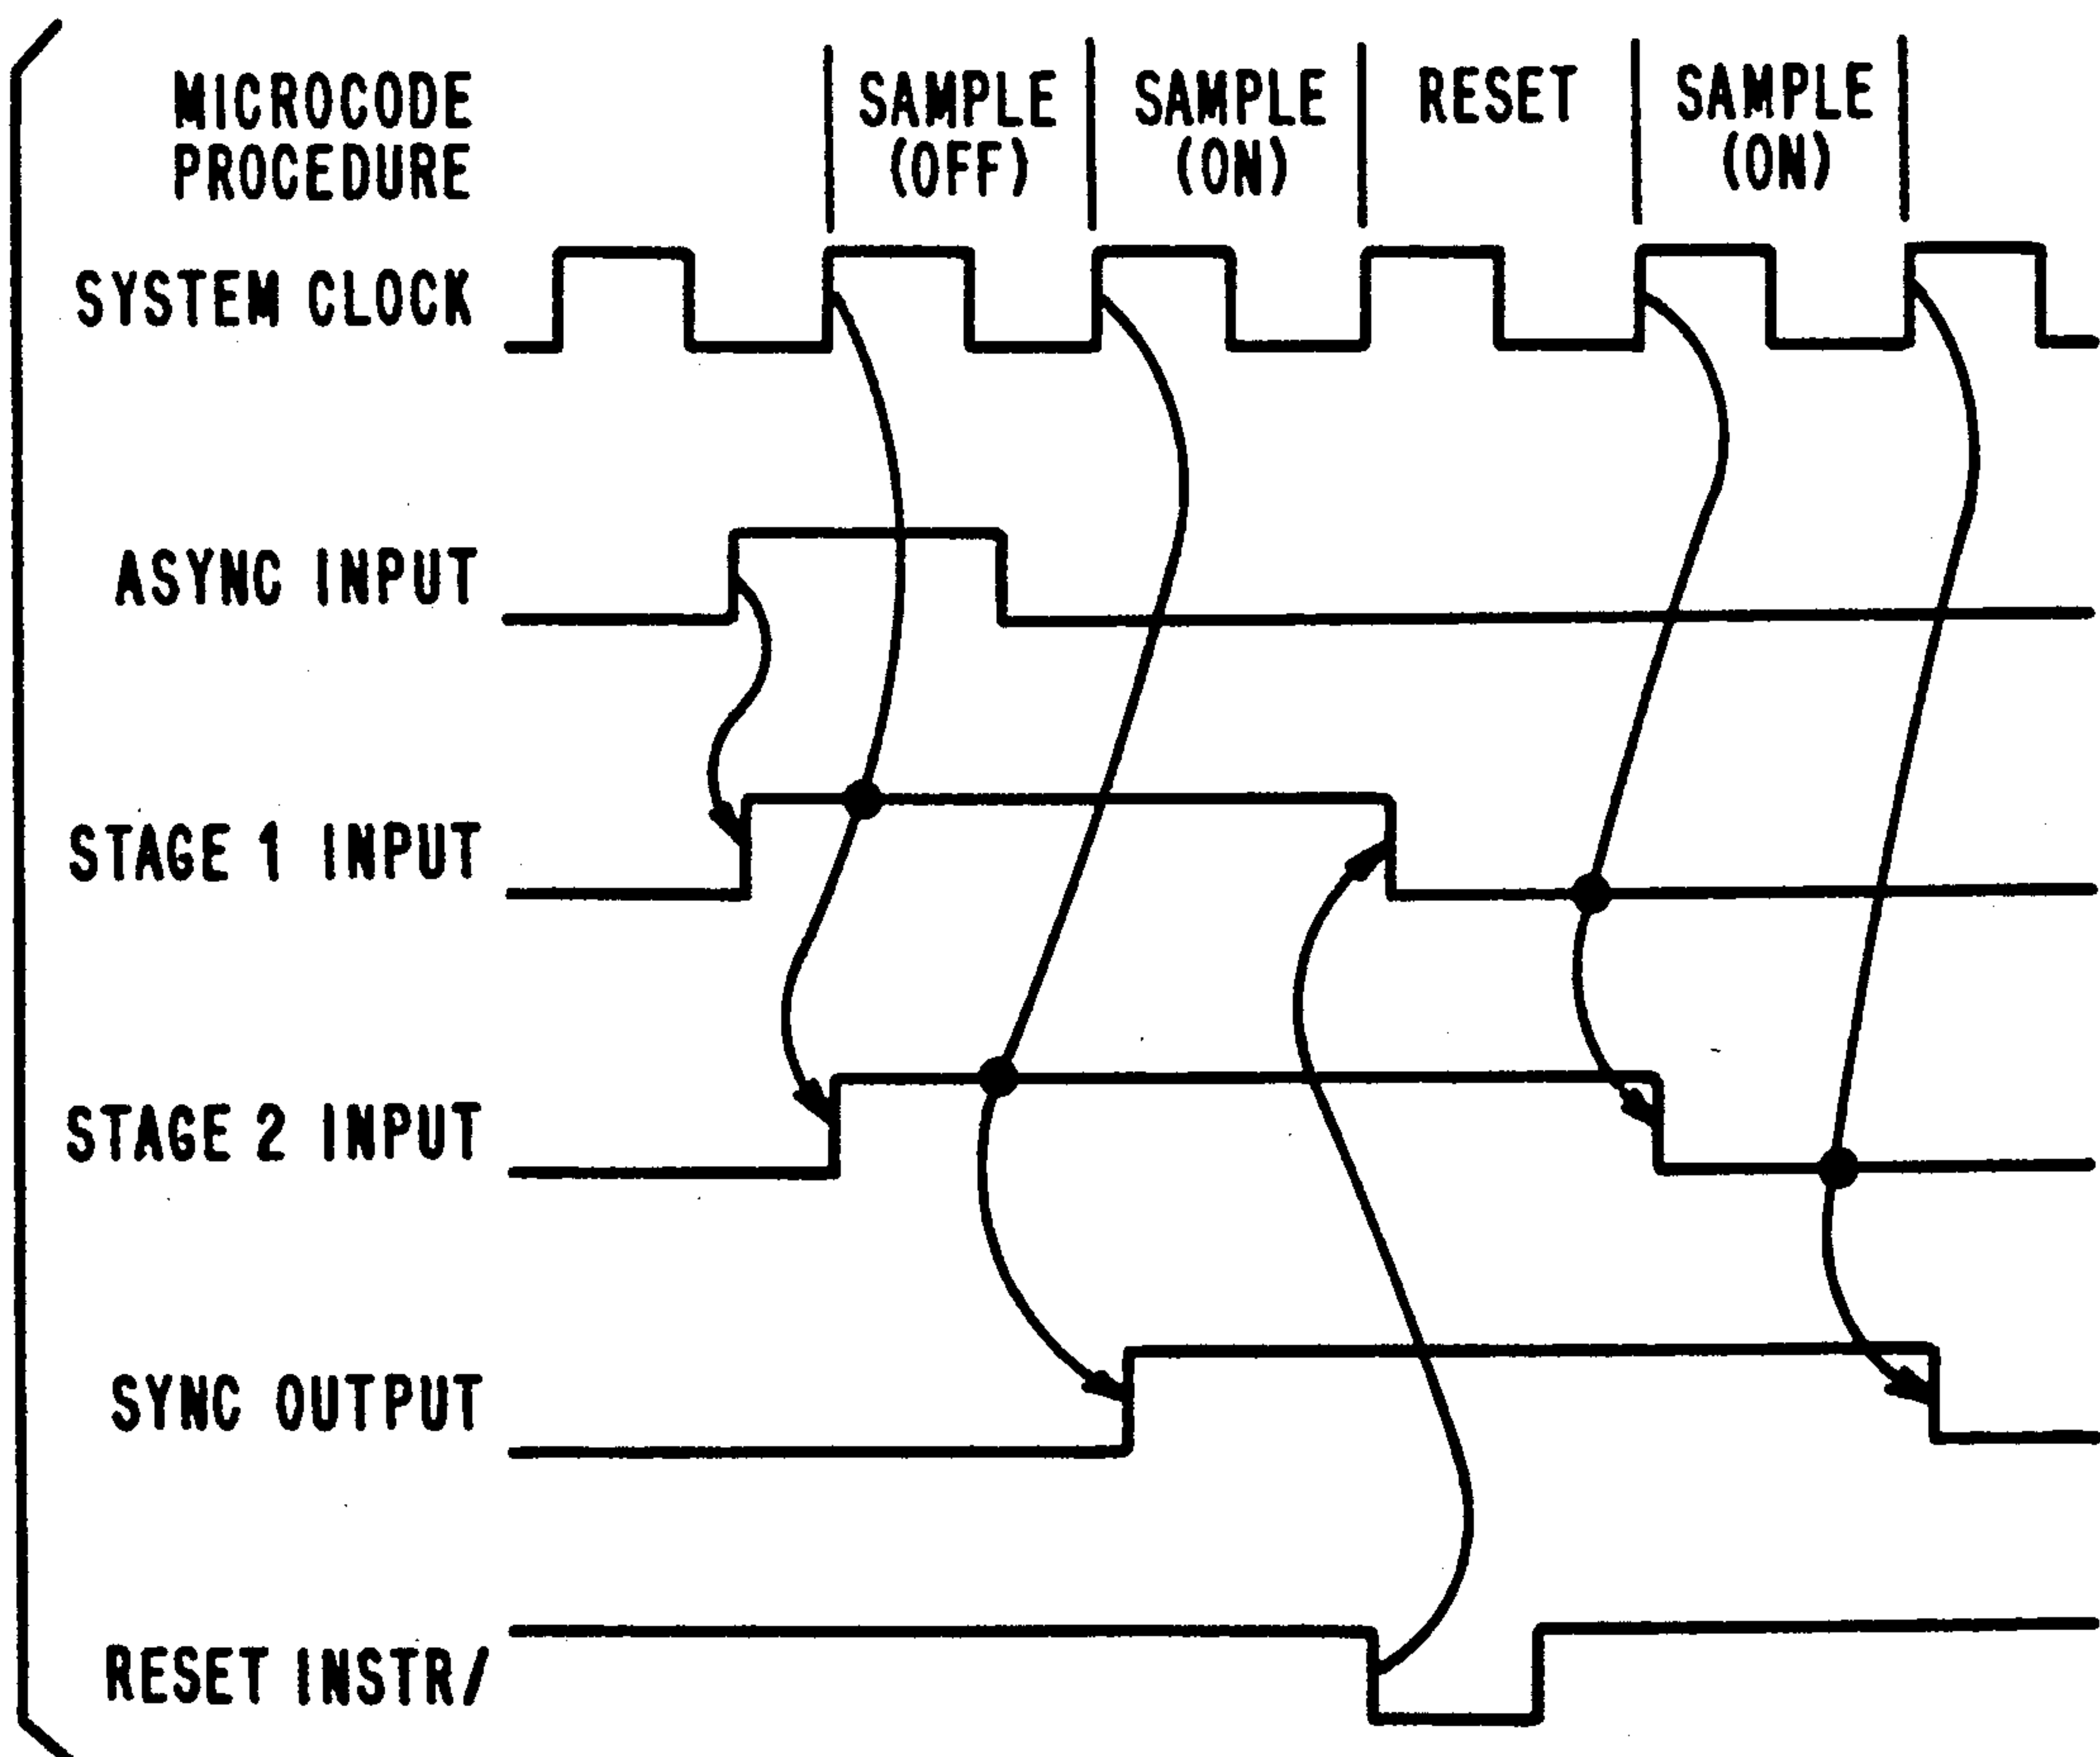 MICROCODE
PROCEDURE
SAMPLE
(OFF)
SAMPLE
(ON)
RESET
SAMPLE
(ON)
SYSTEM CLOCK
ASYNC INPUT
STAGE 1 INPUT
STAGE 2 INPUT
SYNC OUTPUT
RESET INSTR/